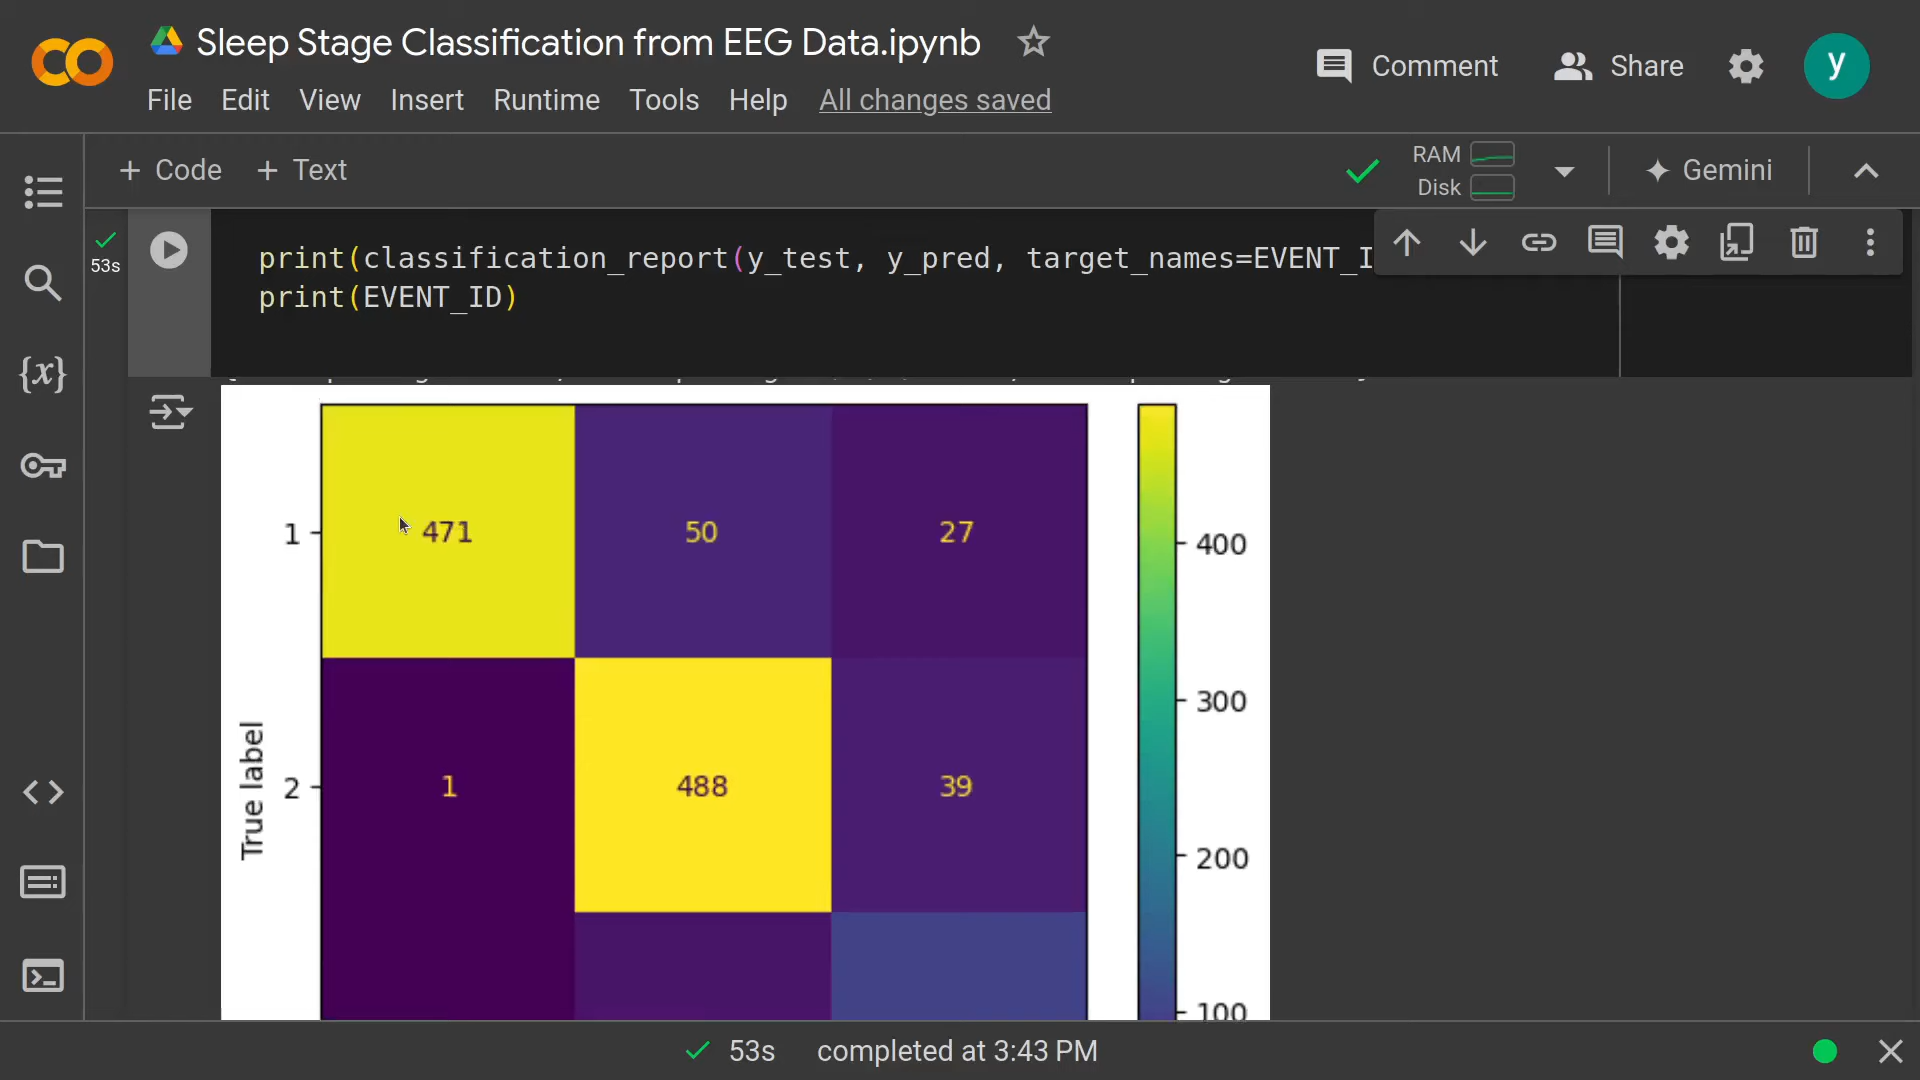 Sleep Stage Classification from EEG Data.ipynb
Comment
Share
y
File Edit View Insert Runtime Tools Help All changes saved
+ Code + Text
RAM
Disk
Gemini
53s
print(classification_report(y_test, y_pred, target_names=EVENT_I
print(EVENT_ID)
{x}
1
471
50
27
400
300
True label
2
1
488
39
200
100
53s completed at 3:43 PM